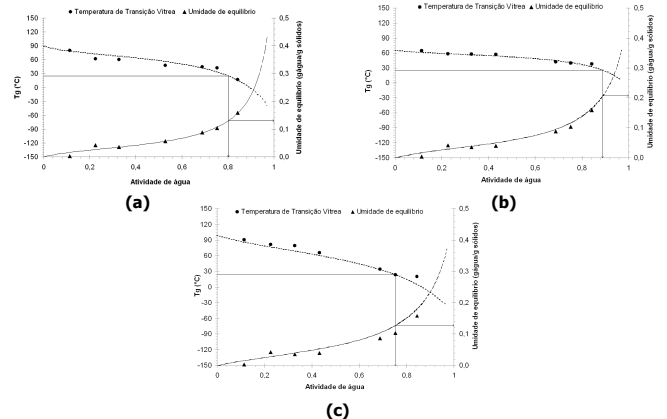 ● Temperatura de Transição Vitrea ▲ Umidade de equilíbrio
150
120
90
60
30
0
-30
-60
-90
-120
-150
Tg (°C)
0,5
0,4
0,3
0,2
0,1
0,0
Umidade de equilíbrio (gágua/g sólidos)
0 0,2 0,4 0,6 0,8 1
Atividade de água
(a)
● Temperatura de Transição Vitrea ▲ Umidade de equilíbrio
150
120
90
60
30
0
-30
-60
-90
-120
-150
Tg (°C)
0,5
0,4
0,3
0,2
0,1
0,0
Umidade de equilíbrio (gágua/g sólidos)
0 0,2 0,4 0,6 0,8 1
Atividade de água
(b)
● Temperatura de Transição Vitrea ▲ Umidade de equilíbrio
150
120
90
60
30
0
-30
-60
-90
-120
-150
Tg (°C)
0,5
0,4
0,3
0,2
0,1
0,0
Umidade de equilíbrio (gágua/g sólidos)
0 0,2 0,4 0,6 0,8 1
Atividade de água
(c)